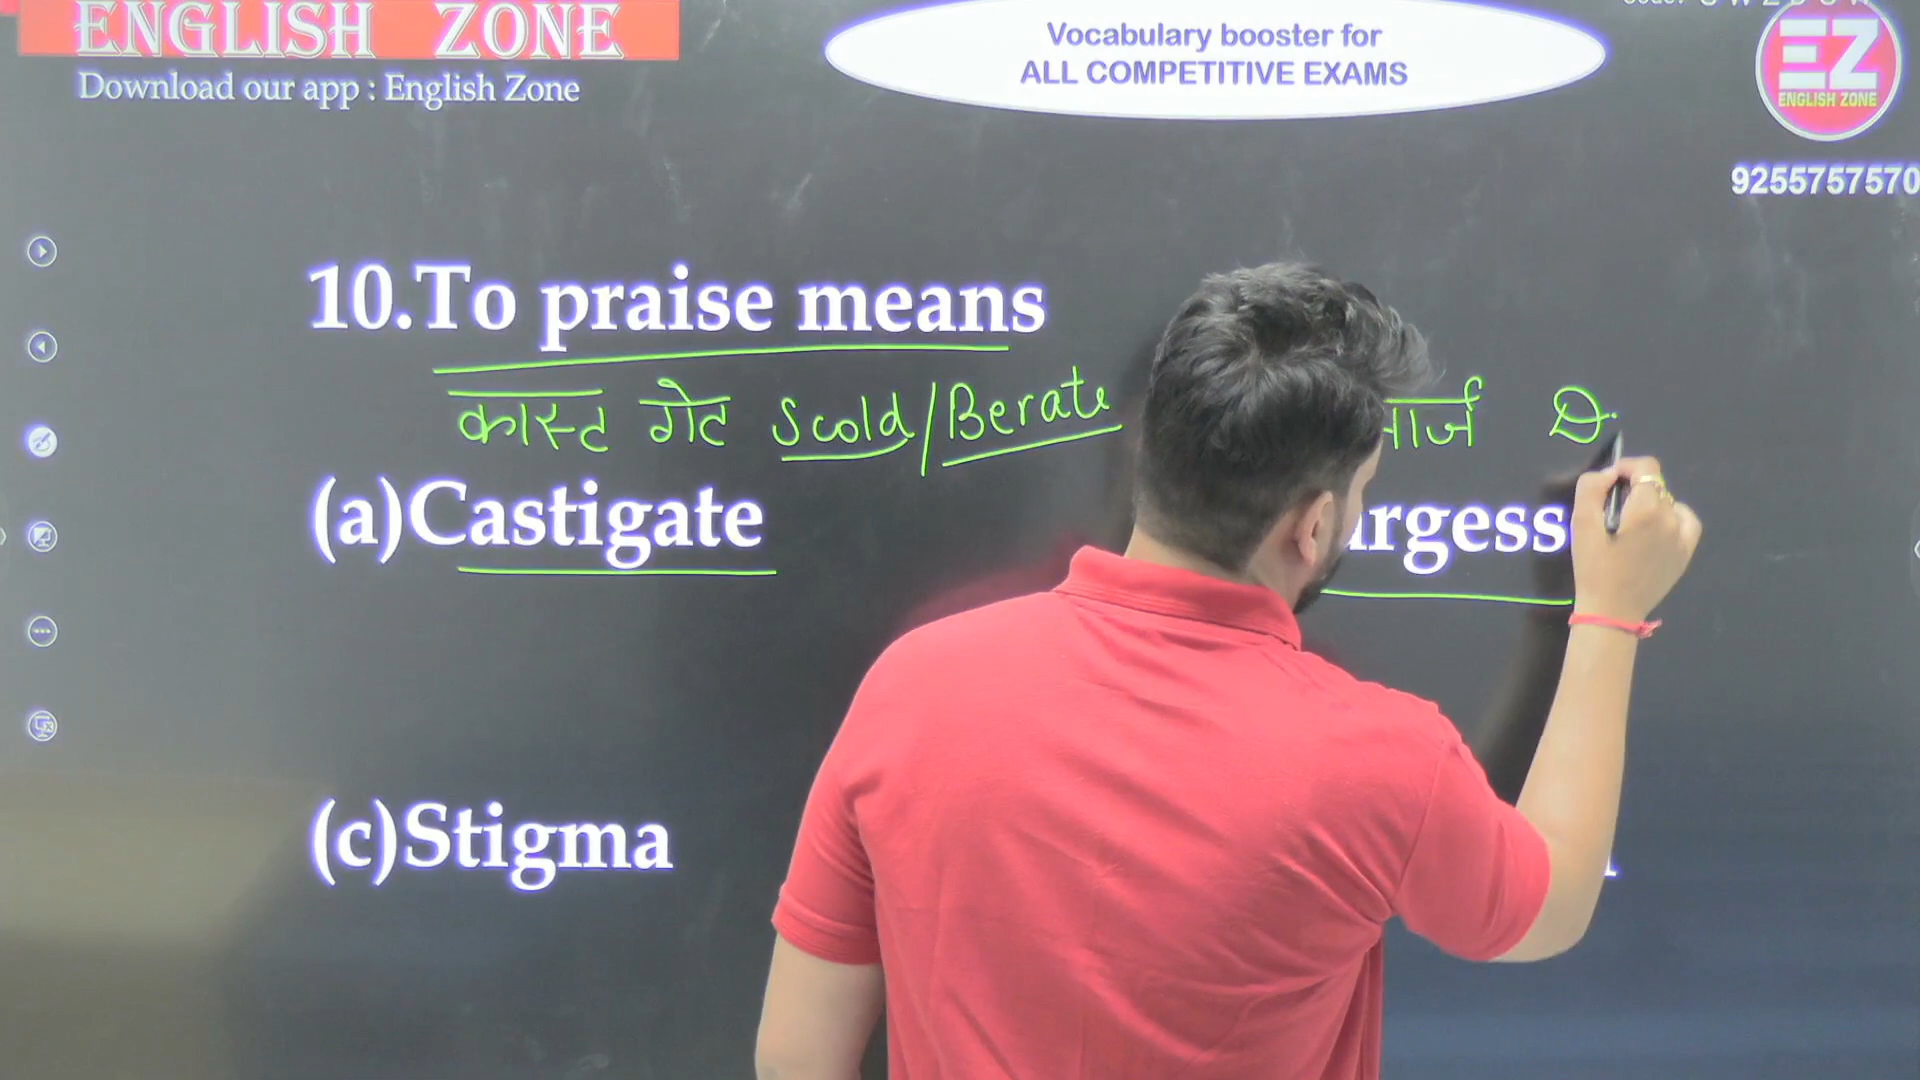 ENGLISH ZONE
Download our app : English Zone
Vocabulary booster for
ALL COMPETITIVE EXAMS
EZ
ENGLISH ZONE
9255757570
10.To praise means
कास्ट गेट Scold/Berate
(a)Castigate
(c)Stigma